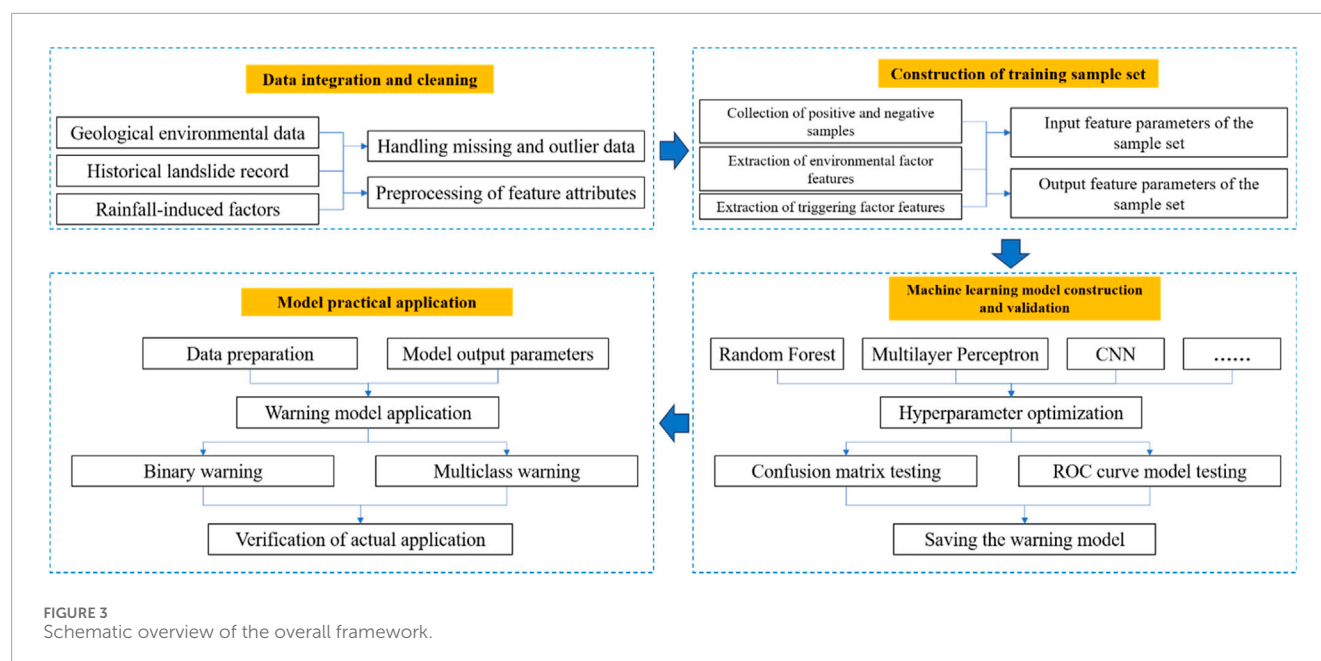 Data integration and cleaning
Geological environmental data
Historical landslide record
Rainfall-induced factors
Handling missing and outlier data
Preprocessing of feature attributes
Construction of training sample set
Collection of positive and negative
samples
Extraction of environmental factor
features
Extraction of triggering factor features
Input feature parameters of the
sample set
Output feature parameters of the
sample set
Machine learning model construction
and validation
Random Forest
Multilayer Perceptron
CNN
……
Hyperparameter optimization
Confusion matrix testing
ROC curve model testing
Saving the warning model
Model practical application
Data preparation
Model output parameters
Warning model application
Binary warning
Multiclass warning
Verification of actual application
FIGURE 3
Schematic overview of the overall framework.